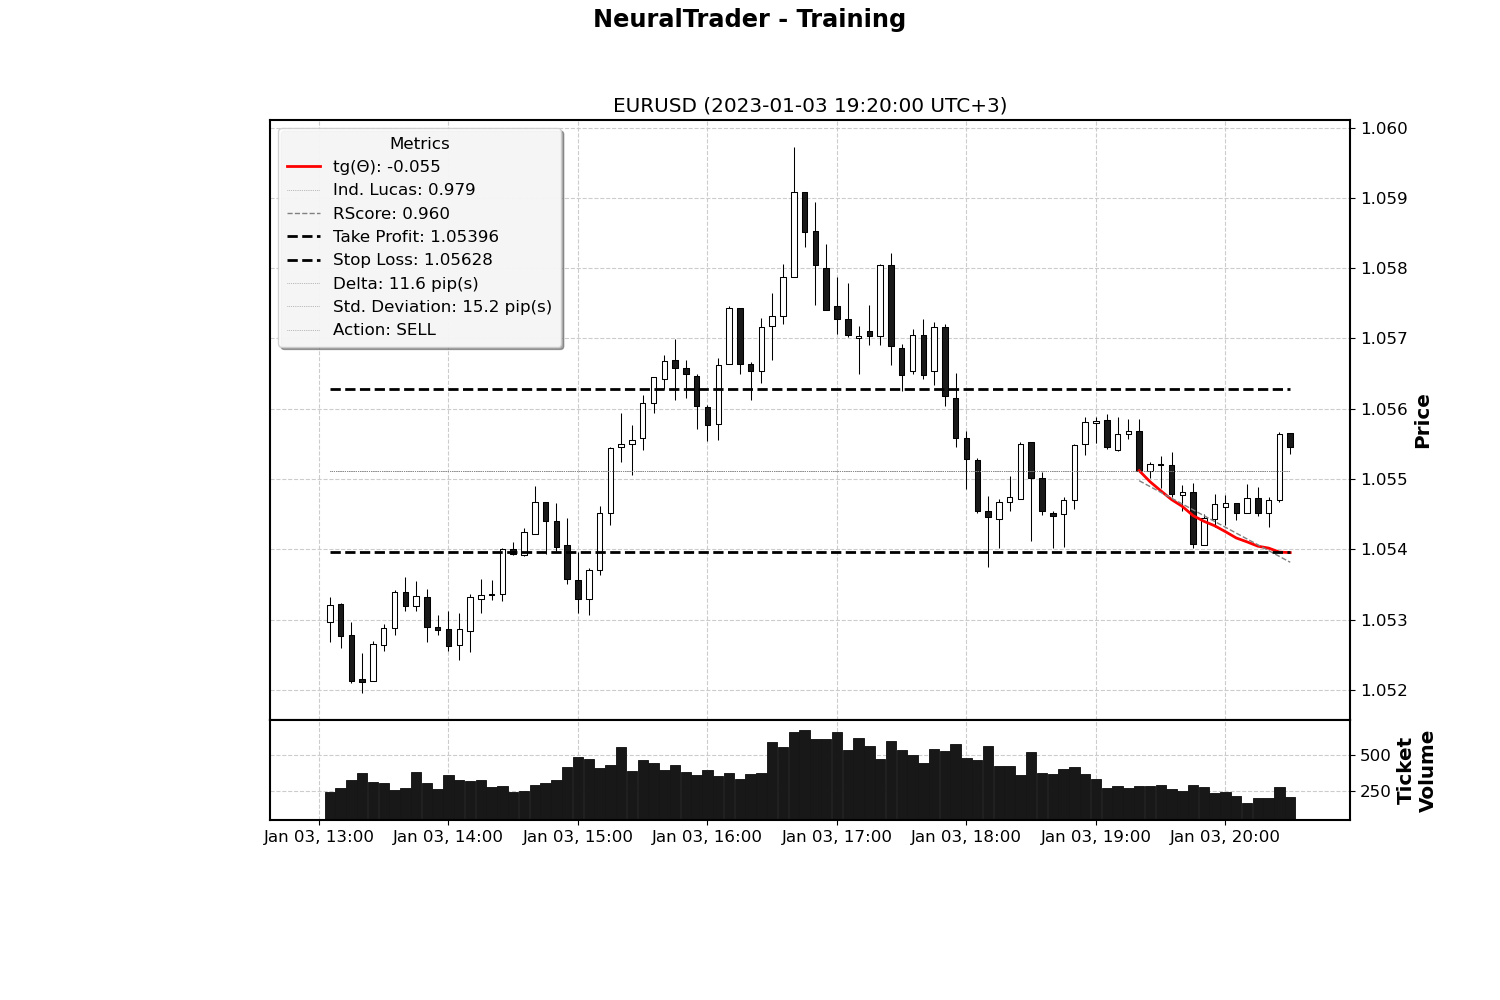 NeuralTrader - Training
EURUSD (2023-01-03 19:20:00 UTC+3)
Metrics
tg(Θ): -0.055
Ind. Lucas: 0.979
RScore: 0.960
Take Profit: 1.05396
Stop Loss: 1.05628
Delta: 11.6 pip(s)
Std. Deviation: 15.2 pip(s)
Action: SELL
1.060
1.059
1.058
1.057
1.056
1.055
1.054
1.053
1.052
Price
500
250
Ticket
Volume
Jan 03, 13:00
Jan 03, 14:00
Jan 03, 15:00
Jan 03, 16:00
Jan 03, 17:00
Jan 03, 18:00
Jan 03, 19:00
Jan 03, 20:00